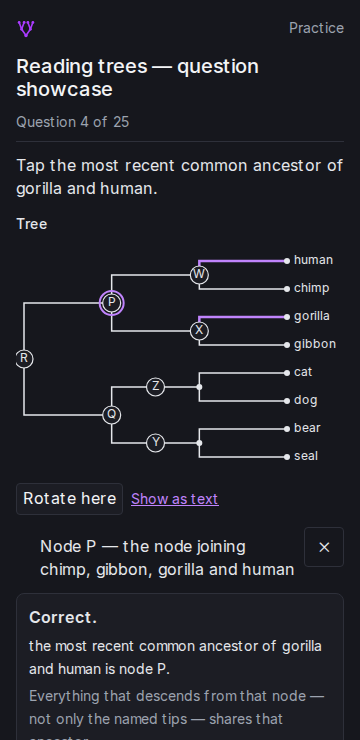 Practice
Reading trees — question
showcase
Question 4 of 25
Tap the most recent common ancestor of
gorilla and human.
Tree
human
W
chimp
P
gorilla
X
gibbon
R
cat
Z
dog
Q
bear
Y
seal
Rotate here Show as text
Node P — the node joining
chimp, gibbon, gorilla and human
×
Correct.
the most recent common ancestor of gorilla
and human is node P.
Everything that descends from that node —
not only the named tips — shares that